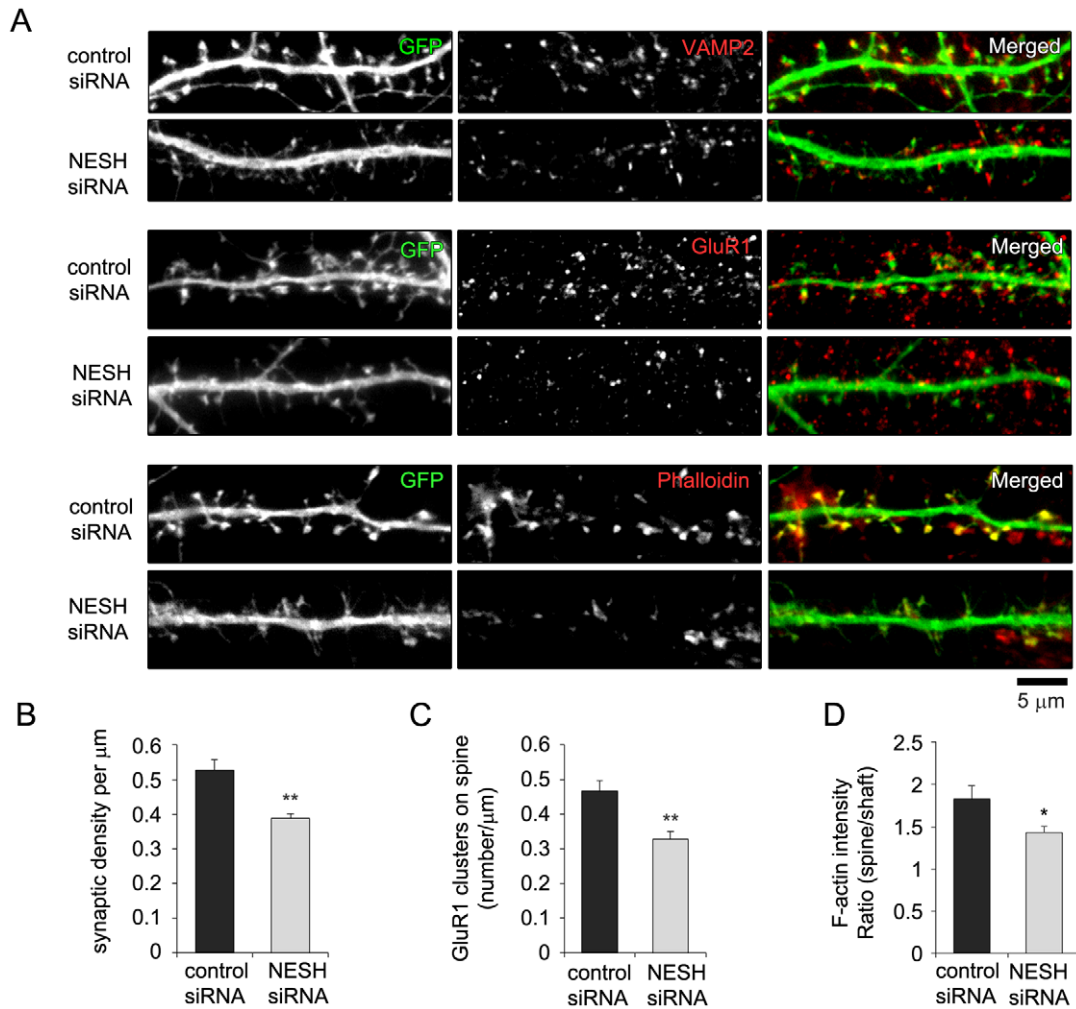 A
control
siRNA
GFP
VAMP2
Merged
NESH
siRNA
control
siRNA
GFP
GluR1
Merged
NESH
siRNA
control
siRNA
GFP
Phalloidin
Merged
NESH
siRNA
5 μm
B
synaptic density per μm
0.6
0.5
0.4
0.3
0.2
0.1
0
**
control
siRNA
NESH
siRNA
C
GluR1 clusters on spine
(number/μm)
0.6
0.5
0.4
0.3
0.2
0.1
0
**
control
siRNA
NESH
siRNA
D
F-actin intensity
Ratio (spine/shaft)
2.5
2
1.5
1
0.5
0
*
control
siRNA
NESH
siRNA